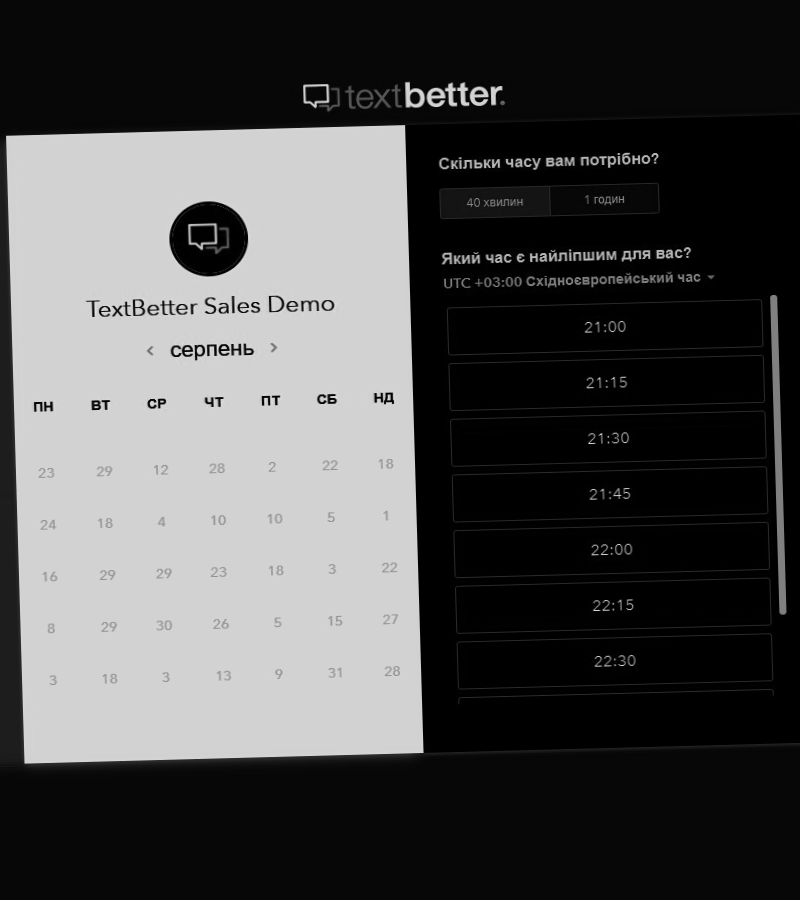 textbetter.
TextBetter Sales Demo
серпень
ПН ВТ СР ЧТ ПТ СБ НД
23 29 12 28 2 22 18
24 18 4 10 10 5 1
16 29 29 23 18 3 22
8 29 30 26 5 15 27
3 18 3 13 9 31 28
Скільки часу вам потрібно?
40 хвилин 1 годин
Який час є найліпшим для вас?
UTC +03:00 Східноєвропейський час
21:00
21:15
21:30
21:45
22:00
22:15
22:30